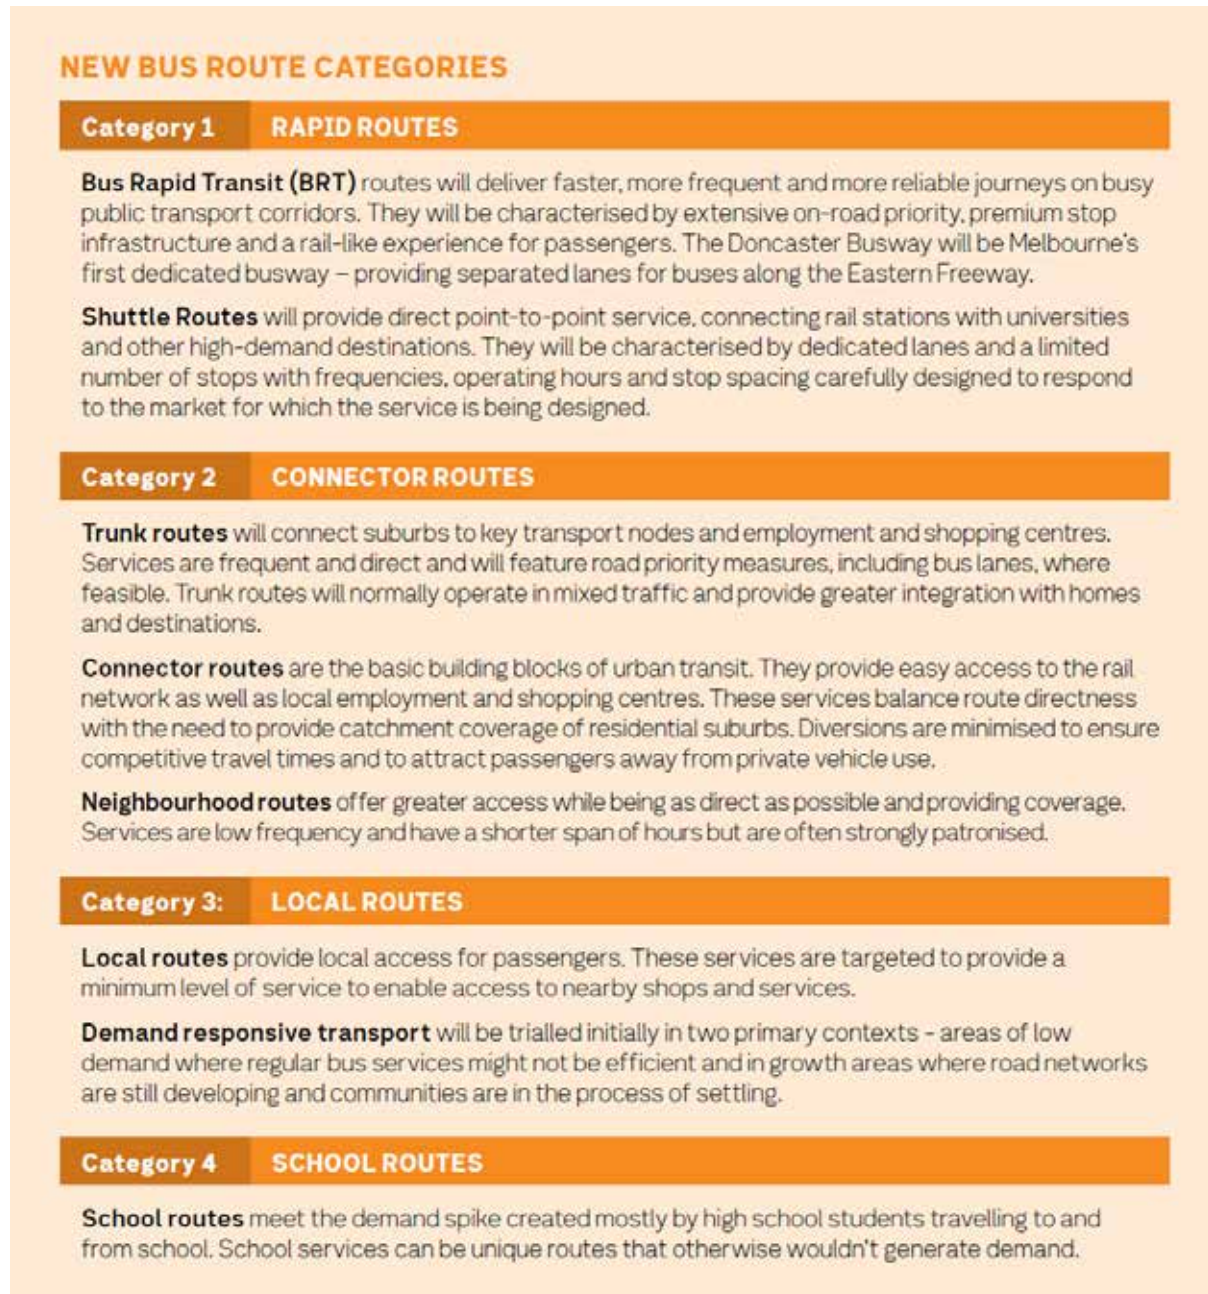 NEW BUS ROUTE CATEGORIES
Category 1 RAPID ROUTES
Bus Rapid Transit (BRT) routes will deliver faster, more frequent and more reliable journeys on busy
public transport corridors. They will be characterised by extensive on-road priority, premium stop
infrastructure and a rail-like experience for passengers. The Doncaster Busway will be Melbourne's
first dedicated busway – providing separated lanes for buses along the Eastern Freeway.
Shuttle Routes will provide direct point-to-point service, connecting rail stations with universities
and other high-demand destinations. They will be characterised by dedicated lanes and a limited
number of stops with frequencies, operating hours and stop spacing carefully designed to respond
to the market for which the service is being designed.
Category 2 CONNECTOR ROUTES
Trunk routes will connect suburbs to key transport nodes and employment and shopping centres.
Services are frequent and direct and will feature road priority measures, including bus lanes, where
feasible. Trunk routes will normally operate in mixed traffic and provide greater integration with homes
and destinations.
Connector routes are the basic building blocks of urban transit. They provide easy access to the rail
network as well as local employment and shopping centres. These services balance route directness
with the need to provide catchment coverage of residential suburbs. Diversions are minimised to ensure
competitive travel times and to attract passengers away from private vehicle use.
Neighbourhood routes offer greater access while being as direct as possible and providing coverage.
Services are low frequency and have a shorter span of hours but are often strongly patronised.
Category 3: LOCAL ROUTES
Local routes provide local access for passengers. These services are targeted to provide a
minimum level of service to enable access to nearby shops and services.
Demand responsive transport will be trialled initially in two primary contexts - areas of low
demand where regular bus services might not be efficient and in growth areas where road networks
are still developing and communities are in the process of settling.
Category 4 SCHOOL ROUTES
School routes meet the demand spike created mostly by high school students travelling to and
from school. School services can be unique routes that otherwise wouldn't generate demand.